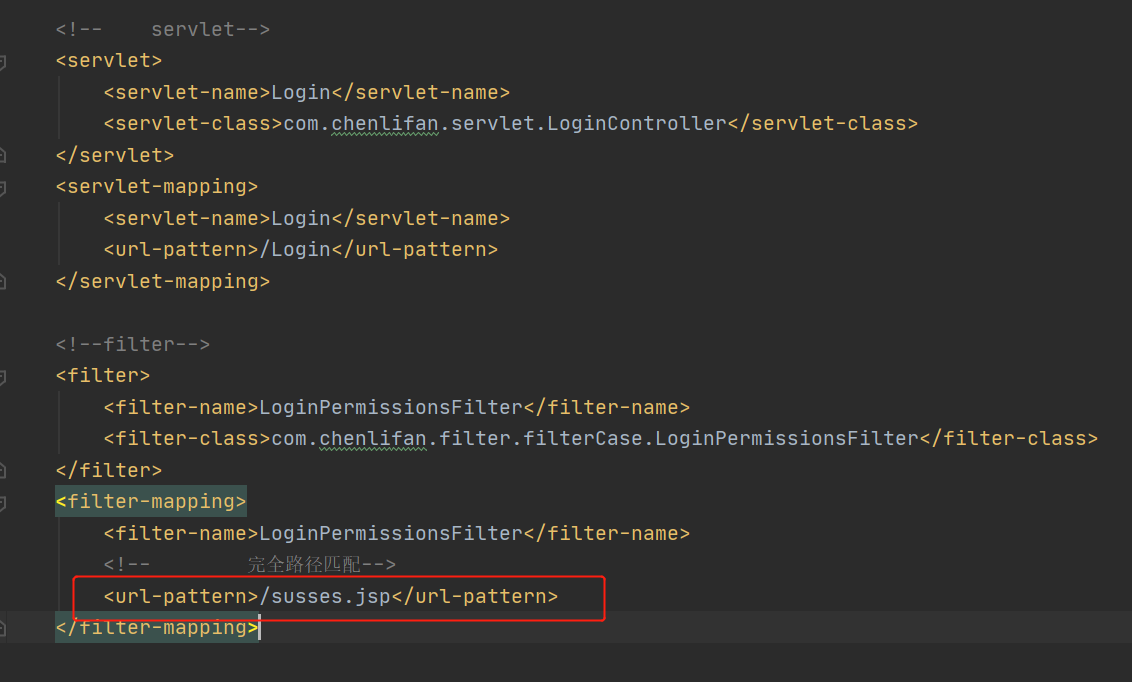 <!--    servlet-->
<servlet>
    <servlet-name>Login</servlet-name>
    <servlet-class>com.chenlifan.servlet.LoginController</servlet-class>
</servlet>
<servlet-mapping>
    <servlet-name>Login</servlet-name>
    <url-pattern>/Login</url-pattern>
</servlet-mapping>
<!--filter-->
<filter>
    <filter-name>LoginPermissionsFilter</filter-name>
    <filter-class>com.chenlifan.filter.filterCase.LoginPermissionsFilter</filter-class>
</filter>
<filter-mapping>
    <filter-name>LoginPermissionsFilter</filter-name>
    <!--        完全路径匹配-->
    <url-pattern>/susses.jsp</url-pattern>
</filter-mapping>